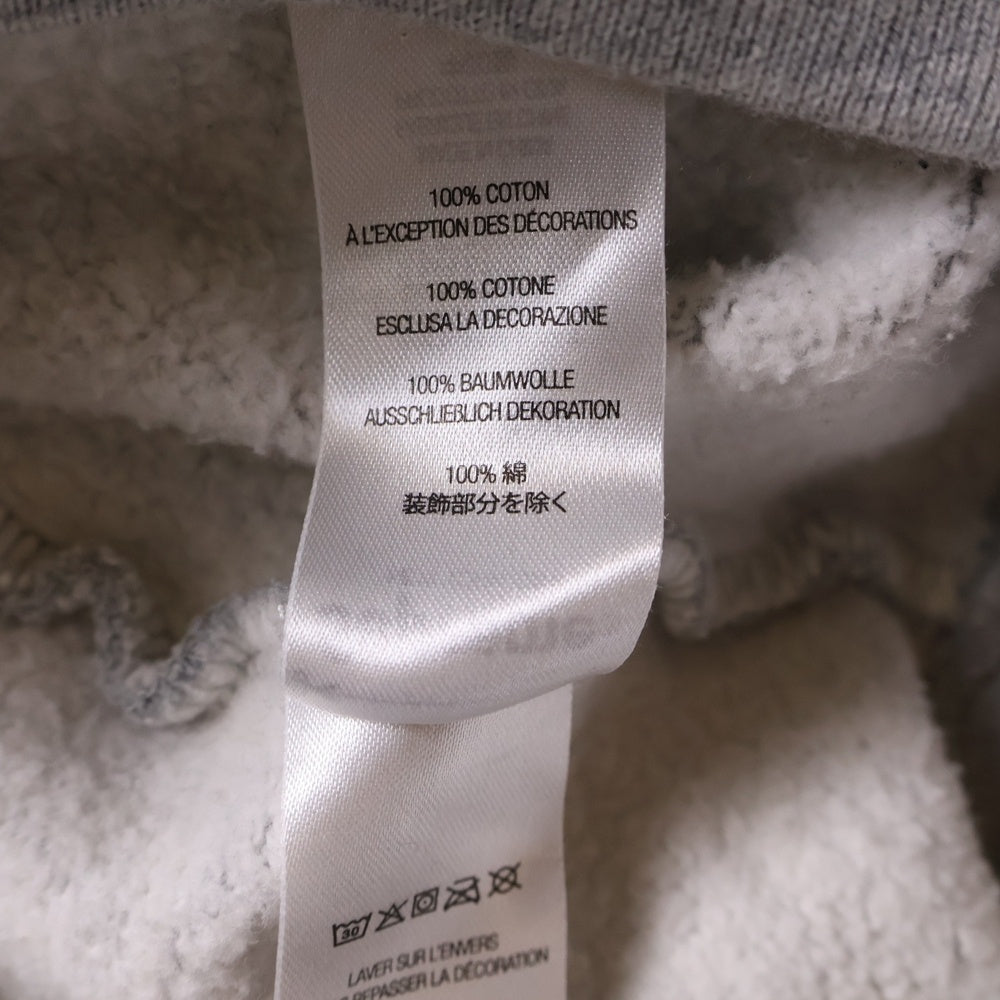 100% COTON
À L'EXCEPTION DES DÉCORATIONS
100% COTONE
ESCLUSA LA DECORAZIONE
100% BAUMWOLLE
AUSSCHLIEßLICH DEKORATION
100% 綿
装飾部分を除く
30
LAVER SUR L'ENVERS
REPASSER LA DÉCORATION